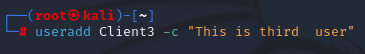 ┌──(root㉿kali)-[~]
└─# useradd Client3 -c "This is third  user"